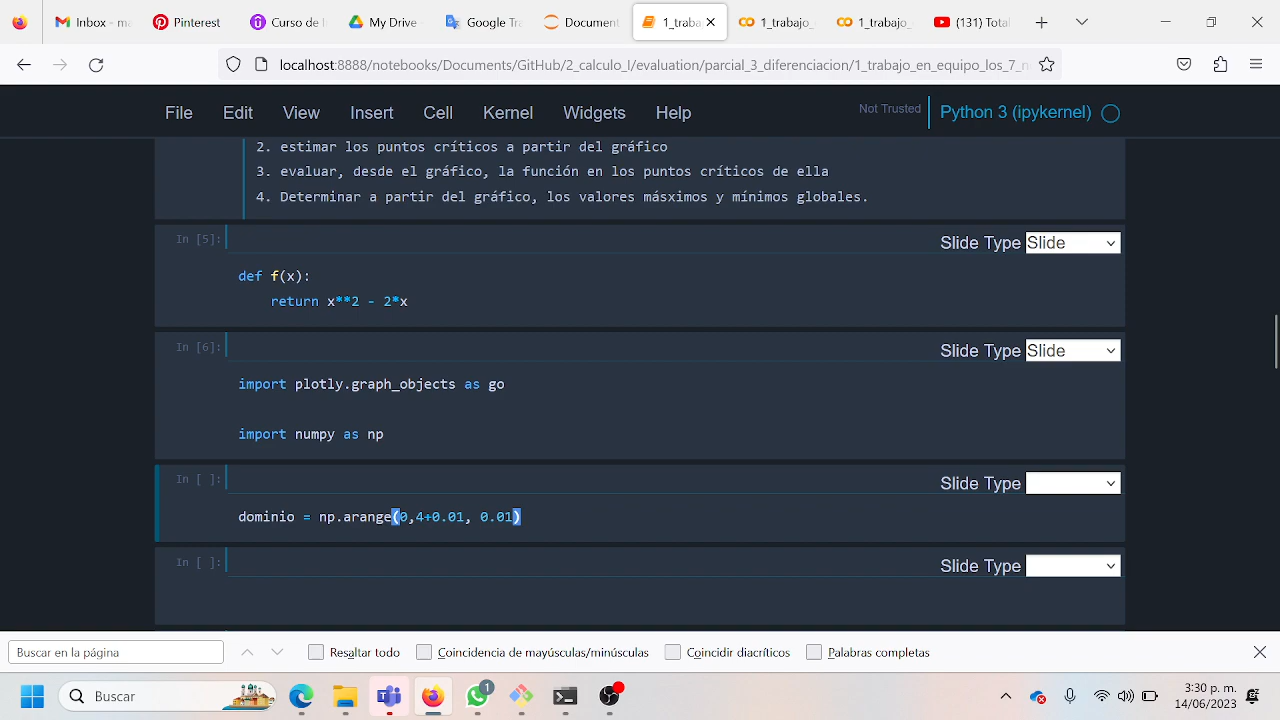 Inbox - ma
Pinterest
Curso de l
My Drive
Google Tra
Document
1_traba
1_trabajo_
1_trabajo_
(131) Total
localhost:8888/notebooks/Documents/GitHub/2_calculo_I/evaluation/parcial_3_diferenciacion/1_trabajo_en_equipo_los_7_n
File Edit View Insert Cell Kernel Widgets Help
Not Trusted
Python 3 (ipykernel)
2. estimar los puntos críticos a partir del gráfico
3. evaluar, desde el gráfico, la función en los puntos críticos de ella
4. Determinar a partir del gráfico, los valores másximos y mínimos globales.
In [5]:
Slide Type Slide
def f(x):
return x**2 - 2*x
In [6]:
Slide Type Slide
import plotly.graph_objects as go
import numpy as np
In [ ]:
Slide Type
dominio = np.arange(0,4+0.01, 0.01)
In [ ]:
Slide Type
Buscar en la página
Resaltar todo
Coincidencia de mayúsculas/minúsculas
Coincidir diacríticos
Palabras completas
Buscar
1
3:30 p. m.
14/06/2023